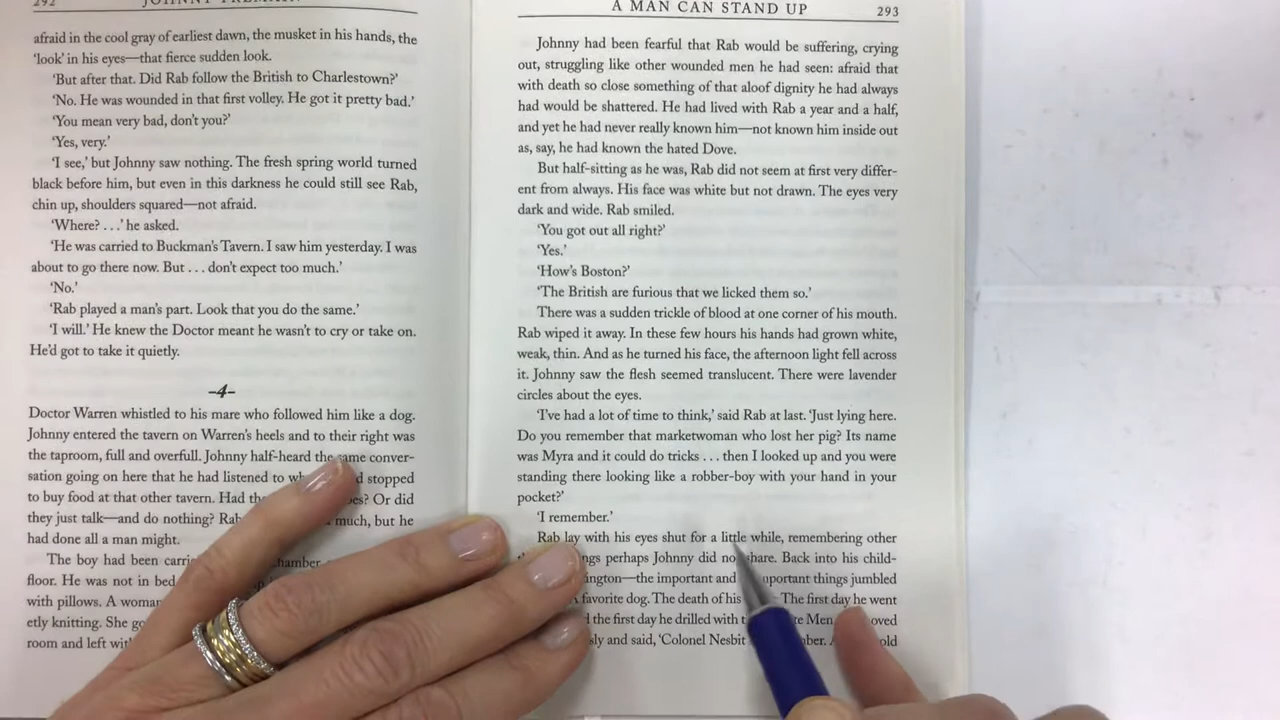 292
afraid in the cool gray of earliest dawn, the musket in his hands, the
‘look’ in his eyes—that fierce sudden look.
‘But after that. Did Rab follow the British to Charlestown?’
‘No. He was wounded in that first volley. He got it pretty bad.’
‘You mean very bad, don’t you?’
‘Yes, very.’
‘I see,’ but Johnny saw nothing. The fresh spring world turned
black before him, but even in this darkness he could still see Rab,
chin up, shoulders squared—not afraid.
‘Where? . . .’ he asked.
‘He was carried to Buckman’s Tavern. I saw him yesterday. I was
about to go there now. But . . . don’t expect too much.’
‘No.’
‘Rab played a man’s part. Look that you do the same.’
‘I will.’ He knew the Doctor meant he wasn’t to cry or take on.
He’d got to take it quietly.
-4-
Doctor Warren whistled to his mare who followed him like a dog.
Johnny entered the tavern on Warren’s heels and to their right was
the taproom, full and overfull. Johnny half-heard the same conver-
sation going on here that he had listened to stopped
to buy food at that other tavern. Had Or did
they just talk—and do nothing? Rab much, but he
had done all a man might.
The boy had been chamber
floor. He was not in bed
with pillows. A woman
etly knitting. She
room and left
A MAN CAN STAND UP 293
Johnny had been fearful that Rab would be suffering, crying
out, struggling like other wounded men he had seen: afraid that
with death so close something of that aloof dignity he had always
had would be shattered. He had lived with Rab a year and a half,
and yet he had never really known him—not known him inside out
as, say, he had known the hated Dove.
But half-sitting as he was, Rab did not seem at first very differ-
ent from always. His face was white but not drawn. The eyes very
dark and wide. Rab smiled.
‘You got out all right?’
‘Yes.’
‘How’s Boston?’
‘The British are furious that we licked them so.’
There was a sudden trickle of blood at one corner of his mouth.
Rab wiped it away. In these few hours his hands had grown white,
weak, thin. And as he turned his face, the afternoon light fell across
it. Johnny saw the flesh seemed translucent. There were lavender
circles about the eyes.
‘I’ve had a lot of time to think,’ said Rab at last. ‘Just lying here.
Do you remember that marketwoman who lost her pig? Its name
was Myra and it could do tricks . . . then I looked up and you were
standing there looking like a robber-boy with your hand in your
pocket?’
‘I remember.’
Rab lay with his eyes shut for a little while, remembering other
perhaps Johnny did not share. Back into his child-
the important and things jumbled
favorite dog. The death of his The first day he went
the first day he drilled with Men
and said, ‘Colonel Nesbit old